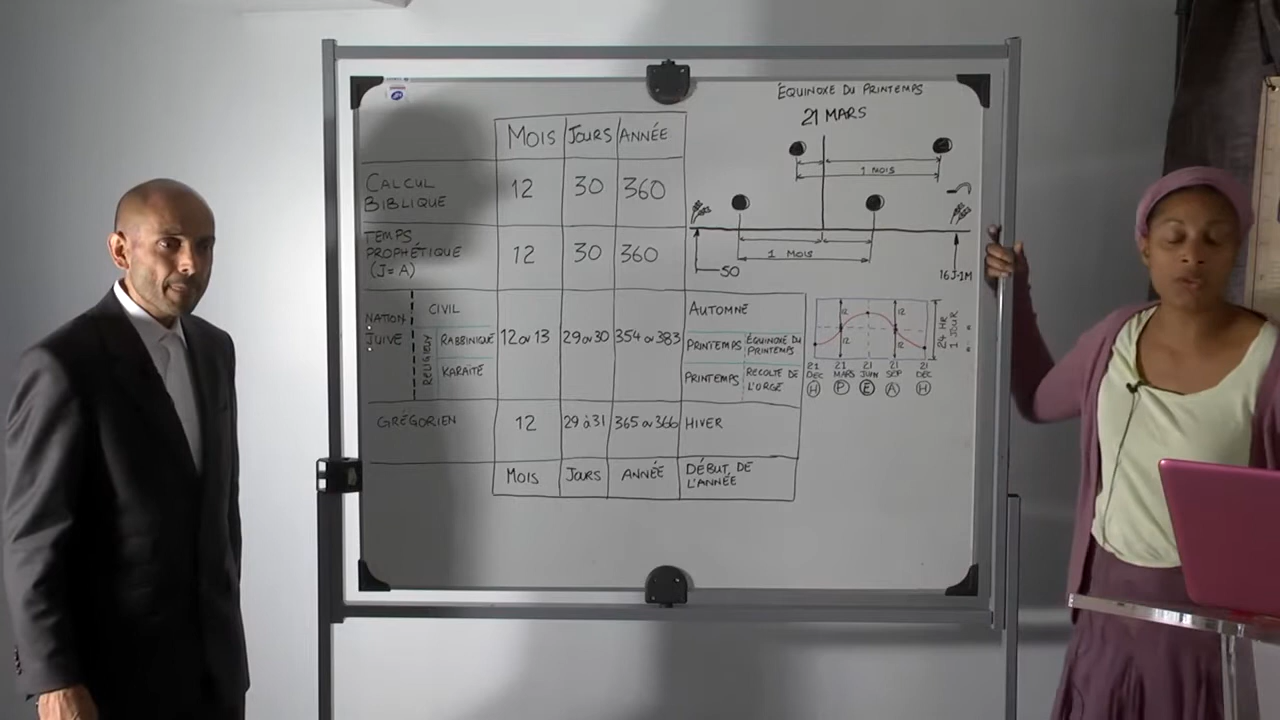 ÉQUINOXE DU PRINTEMPS
21 MARS
1 MOIS
1 MOIS
50
16J-1M
MOIS JOURS ANNÉE
CALCUL
BIBLIQUE
12 30 360
TEMPS
PROPHÉTIQUE
(J=A)
12 30 360
NATION
JUIVE
CIVIL
RELIGIEUX
RABBINIQUE
KARAÏTE
12 ou 13 29 ou 30 354 ou 383
AUTOMNE
PRINTEMPS ÉQUINOXE DU
PRINTEMPS
PRINTEMPS RÉCOLTE DE
L'ORGE
GRÉGORIEN 12 29 à 31 365 ou 366 HIVER
MOIS JOURS ANNÉE DÉBUT DE
L'ANNÉE
12 12
12 12
24 HR
1 JOUR
21 21 21 21 21
DEC MARS JUIN SEP DEC
H P E A H